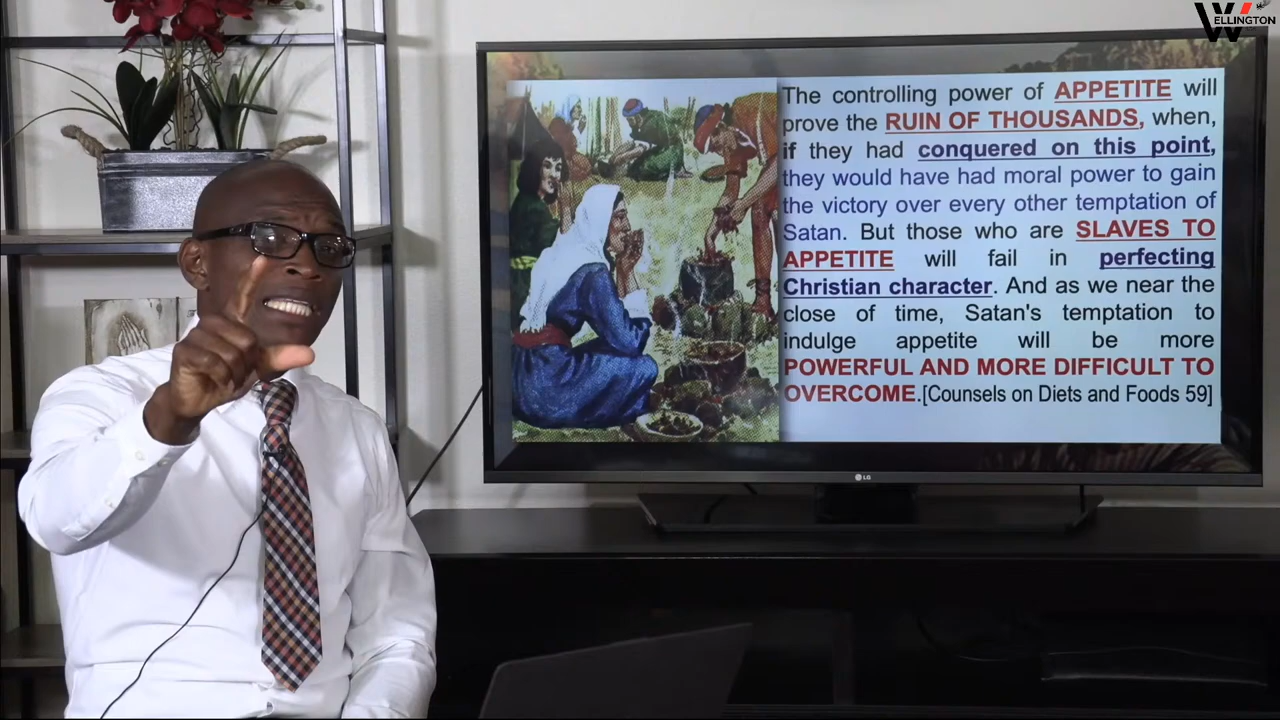 WELLINGTON
The controlling power of APPETITE will
prove the RUIN OF THOUSANDS, when,
if they had conquered on this point,
they would have had moral power to gain
the victory over every other temptation of
Satan. But those who are SLAVES TO
APPETITE will fail in perfecting
Christian character. And as we near the
close of time, Satan's temptation to
indulge appetite will be more
POWERFUL AND MORE DIFFICULT TO
OVERCOME.[Counsels on Diets and Foods 59]
LG